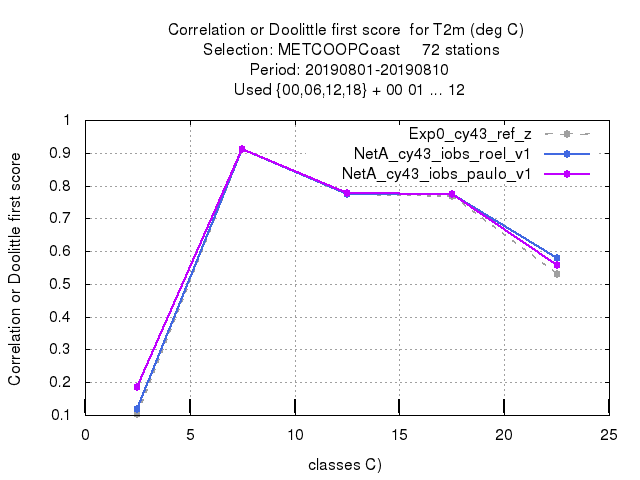 Correlation or Doolittle first score  for T2m (deg C)
Selection: METCOOPCoast    72 stations
Period: 20190801-20190810
Used {00,06,12,18} + 00 01 ... 12
Exp0_cy43_ref_z
NetA_cy43_iobs_roel_v1
NetA_cy43_iobs_paulo_v1
Correlation or Doolittle first score
1
0.9
0.8
0.7
0.6
0.5
0.4
0.3
0.2
0.1
0 5 10 15 20 25
classes C)